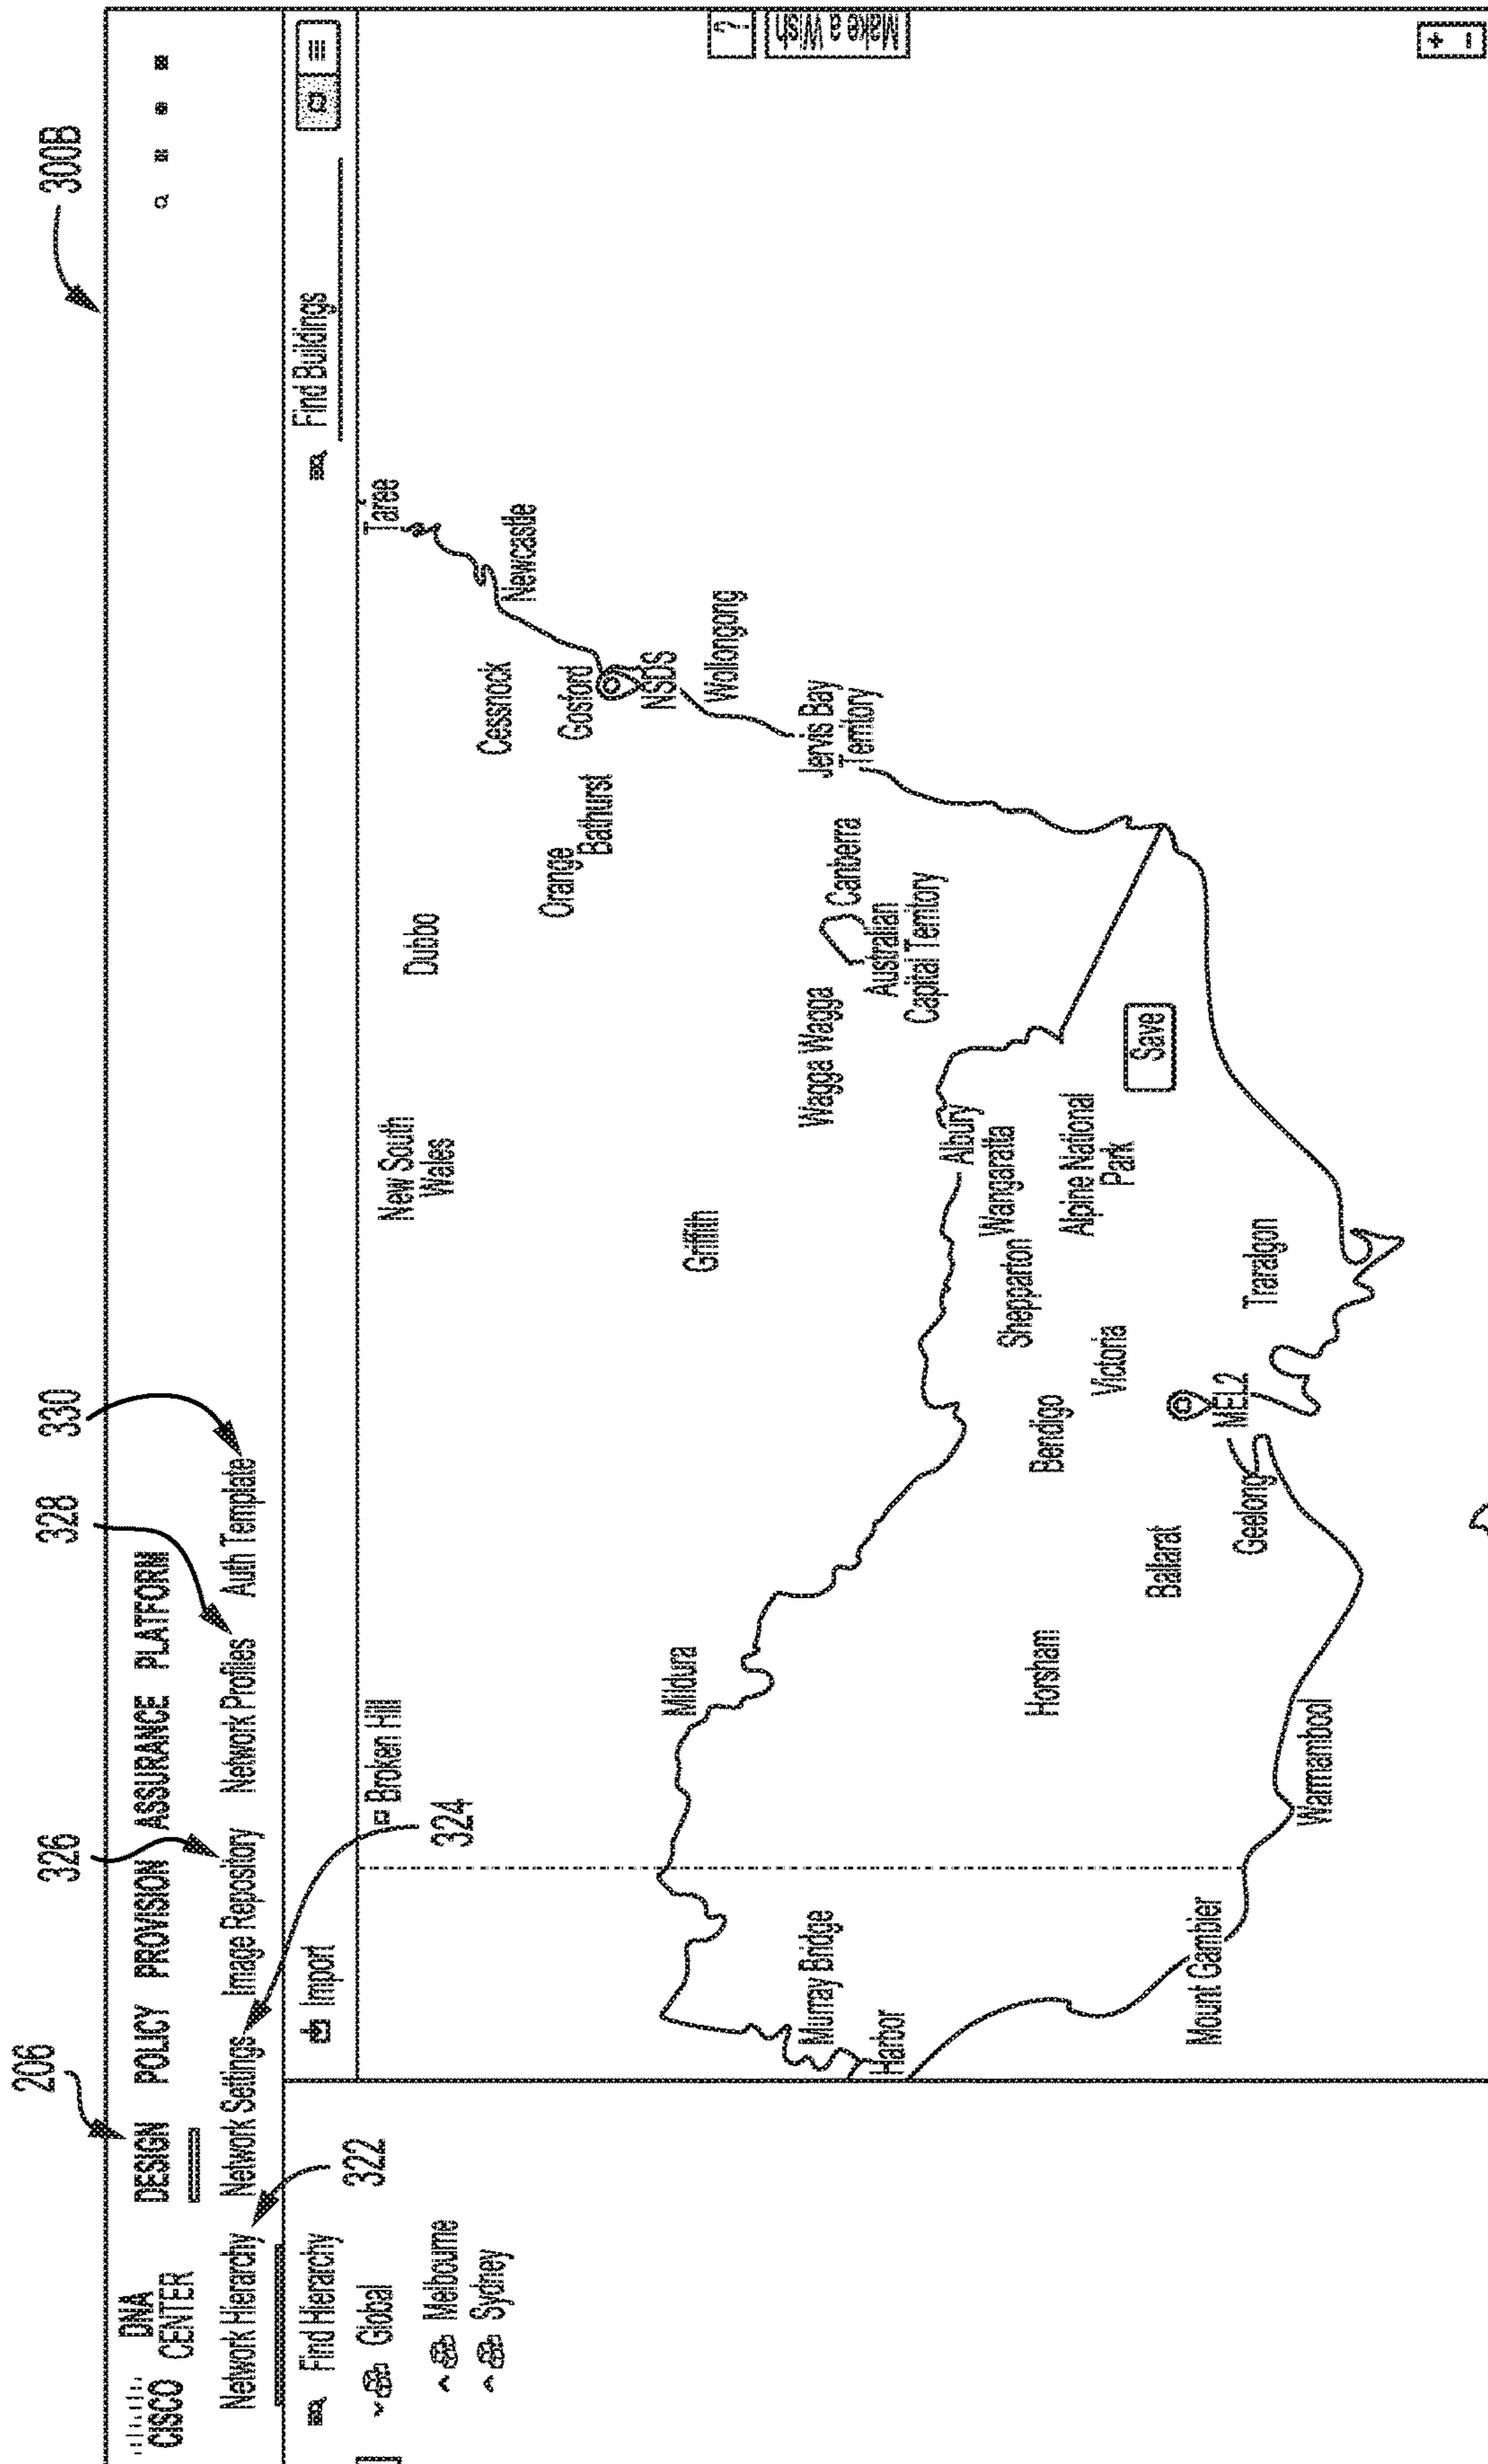 300B
206
326
328
330
CISCO DNA CENTER
DESIGN POLICY PROVISION ASSURANCE PLATFORM
Network Hierarchy Network Settings Image Repository Network Profiles Auth Template
322
324
Find Hierarchy
Import
Find Buildings
Global
Melbourne
Sydney
Broken Hill
New South
Wales
Dubbo
Taree
Cessnock
Newcastle
Orange
Bathurst
Gosford
NSDS
Mildura
Griffith
Wollongong
?
Make a Wish
Murray Bridge
Harbor
Wagga Wagga
Canberra
Australian
Capital Territory
Jervis Bay
Territory
Albury
Wangaratta
Shepparton
Horsham
Bendigo
Alpine National
Park
Victoria
Save
Ballarat
Mount Gambier
MEL2
Geelong
Traralgon
Warrnambool
+
-